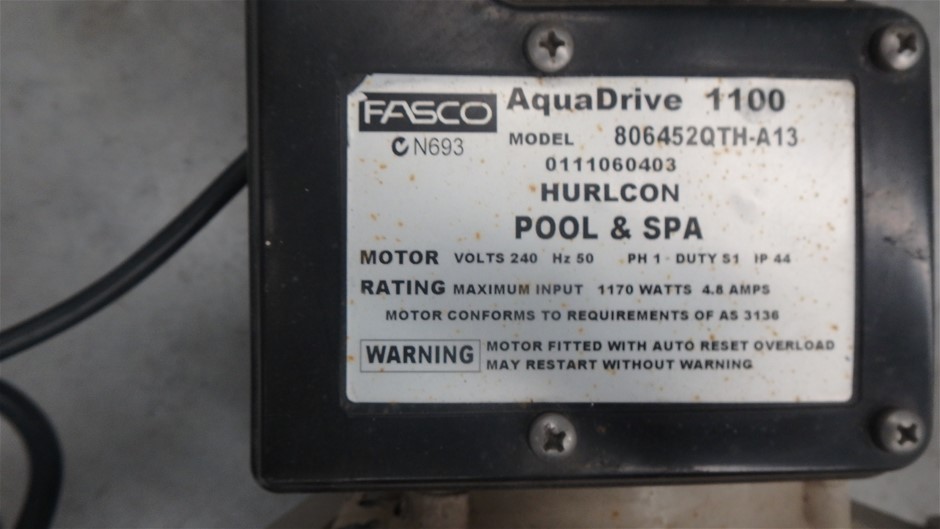 FASCO AquaDrive 1100
N693 MODEL 806452QTH-A13
0111060403
HURLCON
POOL & SPA
MOTOR VOLTS 240 Hz 50 PH 1 DUTY S1 IP 44
RATING MAXIMUM INPUT 1170 WATTS 4.8 AMPS
MOTOR CONFORMS TO REQUIREMENTS OF AS 3136
WARNING MOTOR FITTED WITH AUTO RESET OVERLOAD
MAY RESTART WITHOUT WARNING